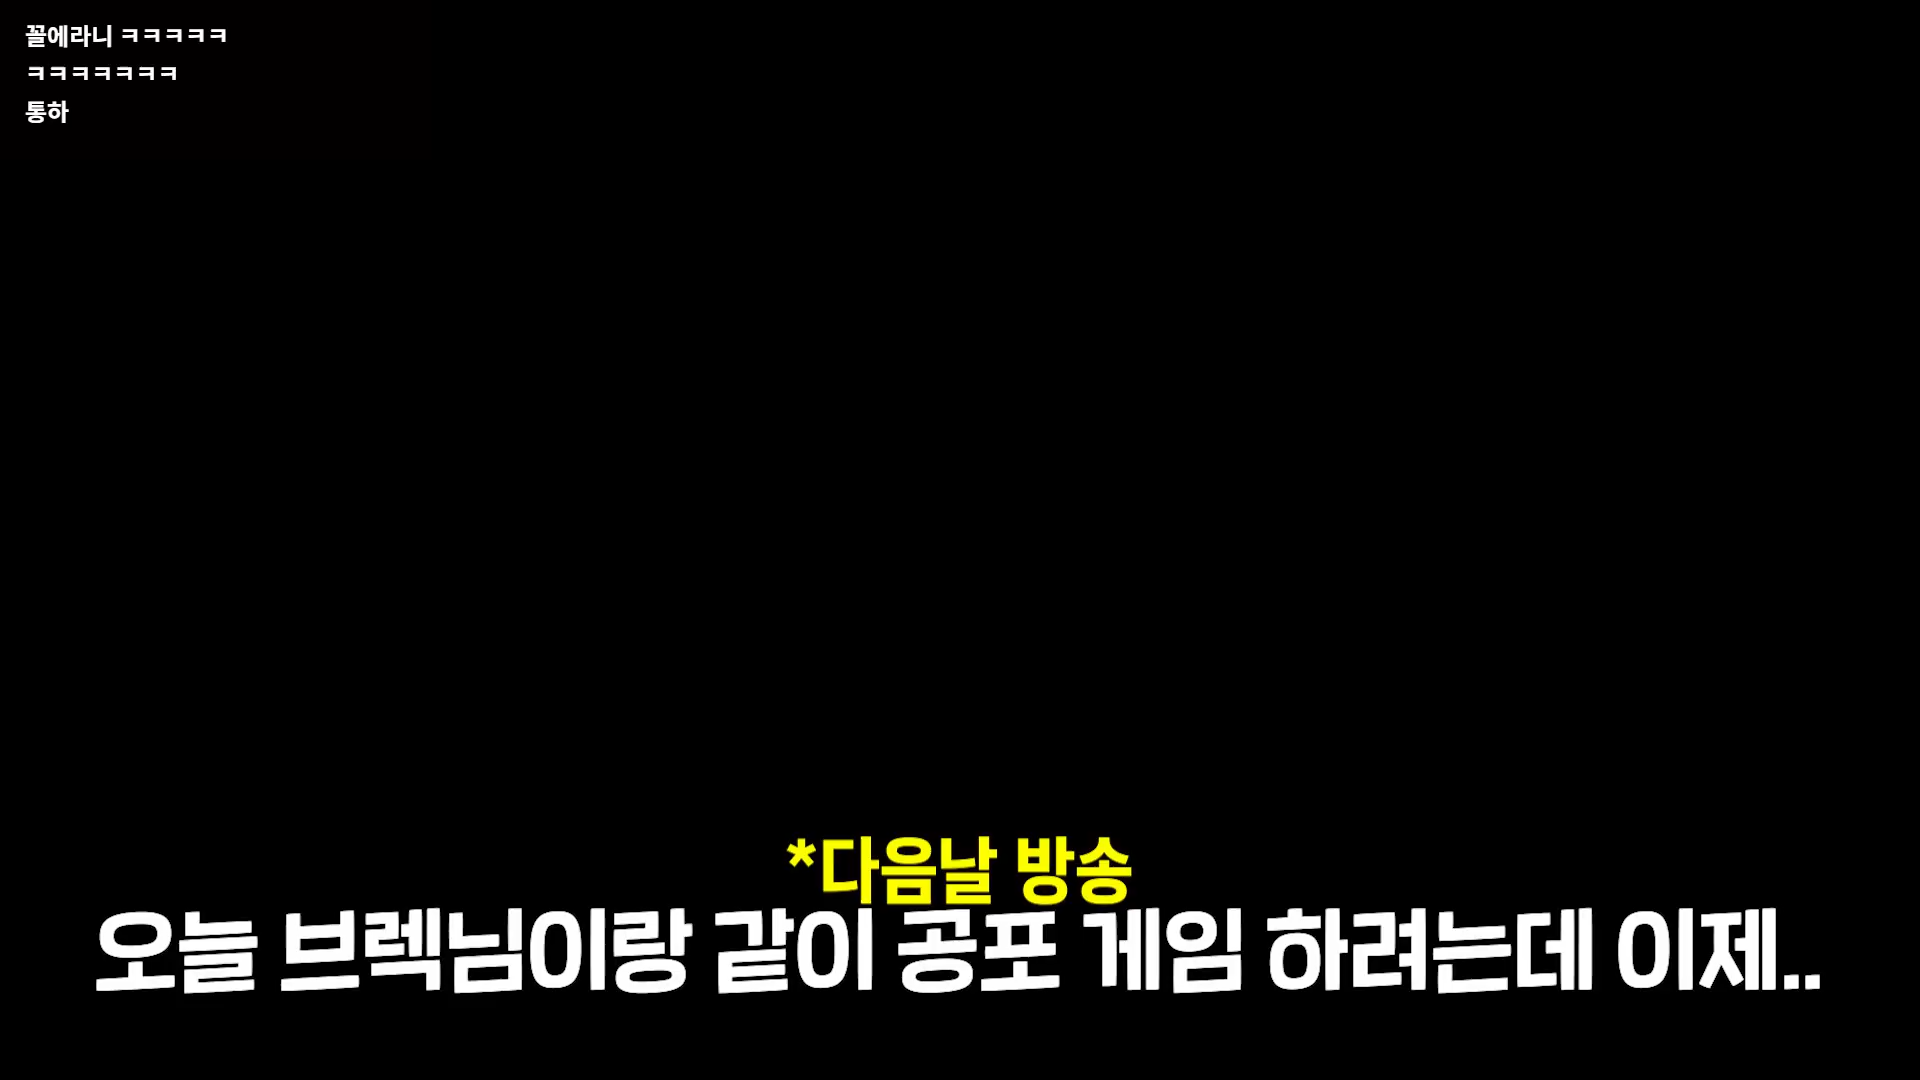 꼴에라니 ㅋㅋㅋㅋㅋ
ㅋㅋㅋㅋㅋㅋㅋ
통하
*다음날 방송
오늘 브렉님이랑 같이 공포 게임 하려는데 이제..